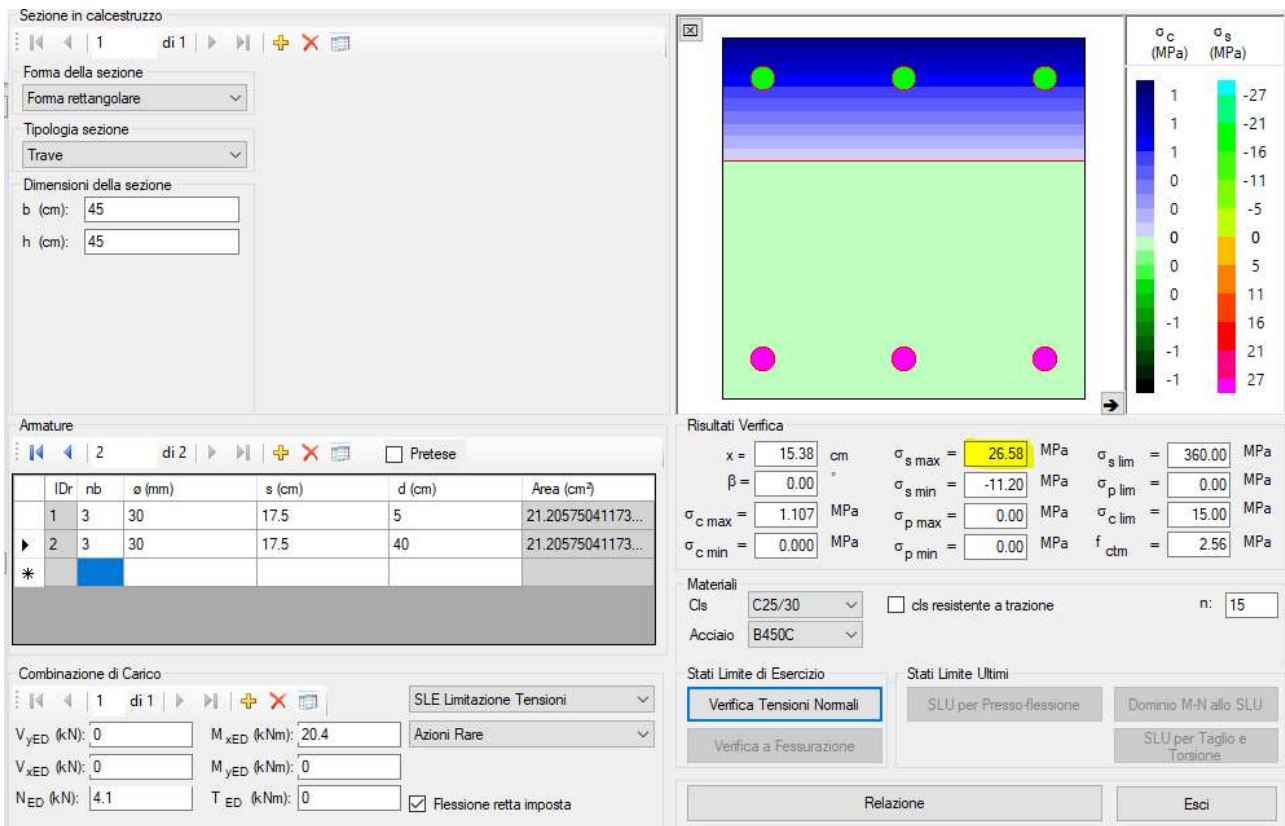 Sezione in calcestruzzo
1 di 1
Forma della sezione
Forma rettangolare
Tipologia sezione
Trave
Dimensioni della sezione
b (cm): 45
h (cm): 45
σc (MPa) σs (MPa)
1 -27
1 -21
1 -16
0 -11
0 -5
0 0
0 5
0 11
-1 16
-1 21
-1 27
Armature
2 di 2 Pretese
IDr nb ø (mm) s (cm) d (cm) Area (cm²)
1 3 30 17.5 5 21.20575041173...
2 3 30 17.5 40 21.20575041173...
Risultati Verifica
x = 15.38 cm σs max = 26.58 MPa σs lim = 360.00 MPa
β = 0.00 ° σs min = -11.20 MPa σp lim = 0.00 MPa
σc max = 1.107 MPa σp max = 0.00 MPa σc lim = 15.00 MPa
σc min = 0.000 MPa σp min = 0.00 MPa fctm = 2.56 MPa
Materiali
Cls C25/30 cls resistente a trazione n: 15
Acciaio B450C
Combinazione di Carico
1 di 1 SLE Limitazione Tensioni
VyED (kN): 0 MxED (kNm): 20.4 Azioni Rare
VxED (kN): 0 MyED (kNm): 0
NED (kN): 4.1 TED (kNm): 0 Flessione retta imposta
Stati Limite di Esercizio Stati Limite Ultimi
Verifica Tensioni Normali SLU per Presso-flessione Dominio M-N allo SLU
Verifica a Fessurazione SLU per Taglio e Torsione
Relazione Esci